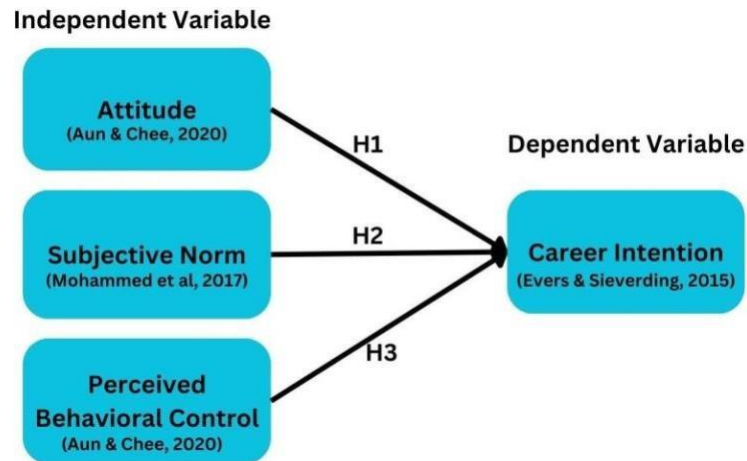 Independent Variable
Attitude
(Aun & Chee, 2020)
H1
Dependent Variable
Subjective Norm
(Mohammed et al, 2017)
H2
Career Intention
(Evers & Sieverding, 2015)
H3
Perceived
Behavioral Control
(Aun & Chee, 2020)